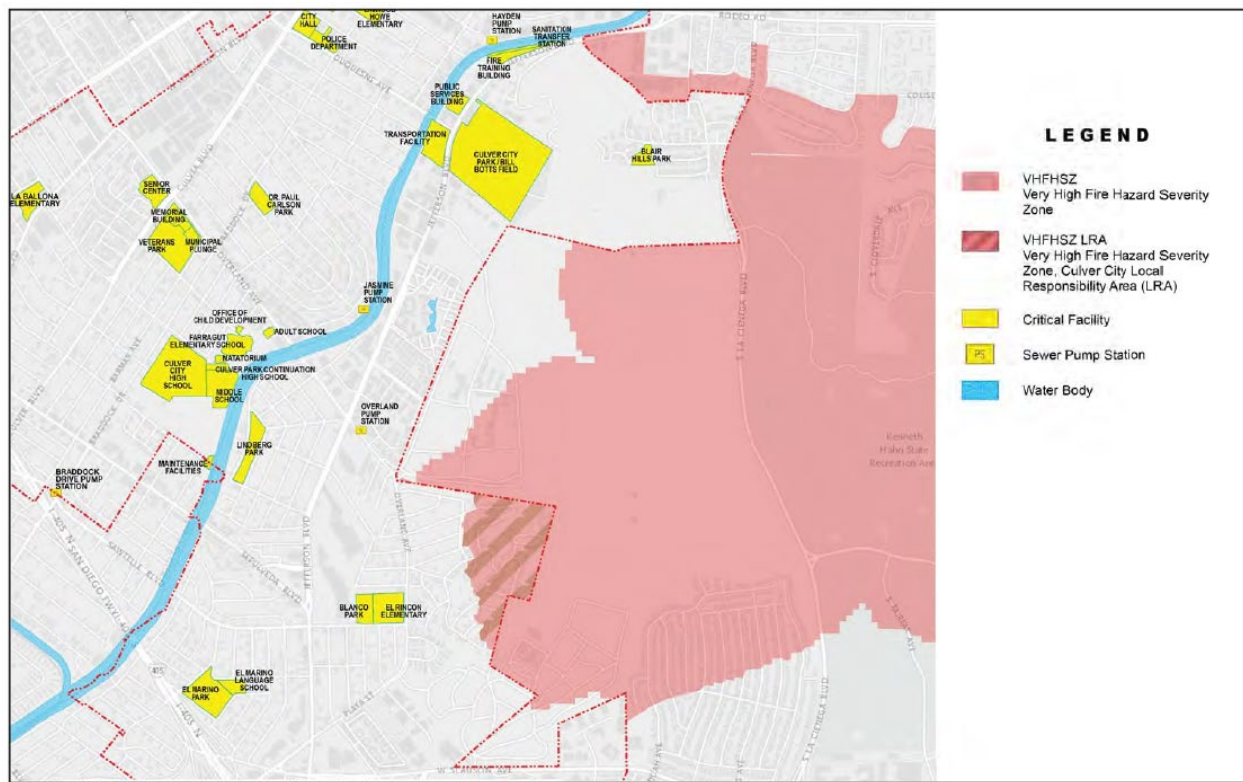 CITY
HALL
HOWE
ELEMENTARY
POLICE
DEPARTMENT
HAYDEN
PUMP
STATION
SANITATION
TRANSFER
STATION
FIRE
TRAINING
BUILDING
RODEO RD
DUQUESNE AVE
PUBLIC
SERVICES
BUILDING
TRANSPORTATION
FACILITY
CULVER CITY
PARK / BILL
BOTTS FIELD
BLAIR
HILLS PARK
LA BALLONA
ELEMENTARY
SENIOR
CENTER
MEMORIAL
BUILDING
VETERANS
PARK
MUNICIPAL
PLUNGE
DR. PAUL
CARLSON
PARK
JASMINE
PUMP
STATION
OFFICE OF
CHILD DEVELOPMENT
ADULT SCHOOL
FARRAGUT
ELEMENTARY SCHOOL
NATATORIUM
CULVER
CITY
HIGH
SCHOOL
CULVER PARK CONTINUATION
HIGH SCHOOL
MIDDLE
SCHOOL
OVERLAND
PUMP
STATION
LINDBERG
PARK
MAINTENANCE
FACILITIES
BRADDOCK
DRIVE PUMP
STATION
S LA CIENEGA BLVD
Kenneth
Hahn State
OVERLAND AVE
JEFFERSON BLVD
SEPULVEDA BLVD
I-405 N SAN DIEGO FWY
BLANCO
PARK
EL RINCON
ELEMENTARY
EL MARINO
LANGUAGE
SCHOOL
EL MARINO
PARK
I-405 N
PLAYA ST
W SLAUSON AVE
S LA CIENEGA BLVD
LEGEND
VHFHSZ
Very High Fire Hazard Severity
Zone
VHFHSZ LRA
Very High Fire Hazard Severity
Zone, Culver City Local
Responsibility Area (LRA)
Critical Facility
PS
Sewer Pump Station
Water Body